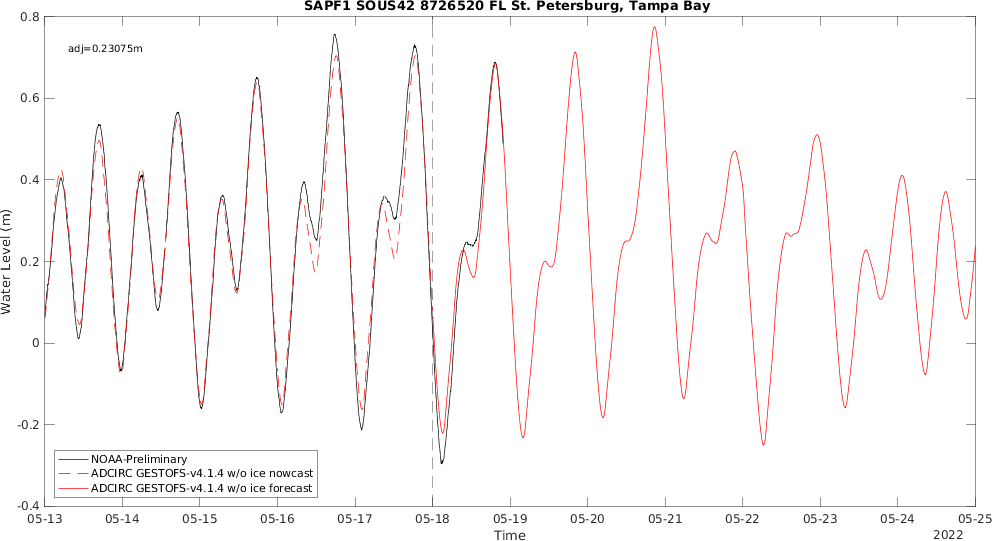 SAPF1 SOUS42 8726520 FL St. Petersburg, Tampa Bay
adj=0.23075m
0.8
0.6
0.4
0.2
0
-0.2
-0.4
Water Level (m)
NOAA-Preliminary
ADCIRC GESTOFS-v4.1.4 w/o ice nowcast
ADCIRC GESTOFS-v4.1.4 w/o ice forecast
05-13 05-14 05-15 05-16 05-17 05-18 05-19 05-20 05-21 05-22 05-23 05-24 05-25
Time
2022